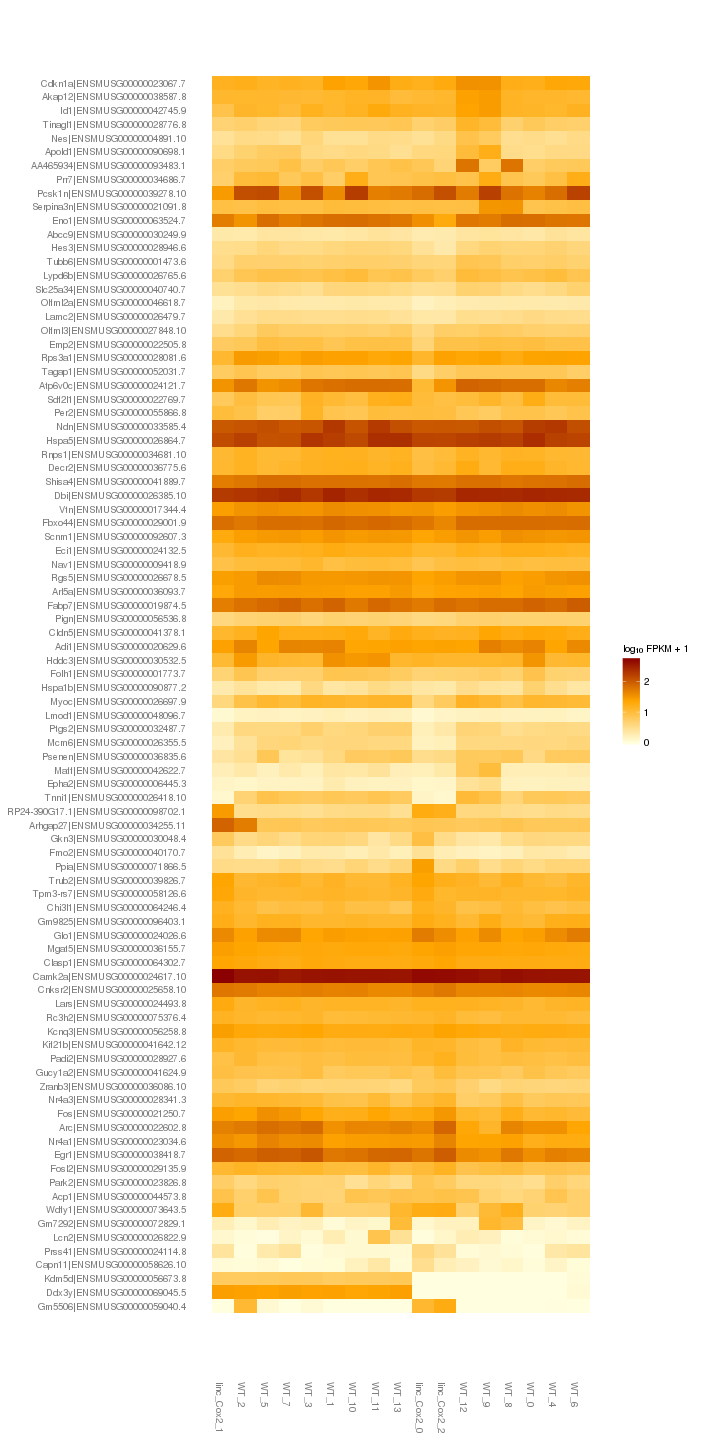 Cdkn1a|ENSMUSG00000023067.7
Akap12|ENSMUSG00000038587.8
Id1|ENSMUSG00000042745.9
Tinagl1|ENSMUSG00000028776.8
Nes|ENSMUSG00000004891.10
Apold1|ENSMUSG00000090698.1
AA465934|ENSMUSG00000093483.1
Prr7|ENSMUSG00000034686.7
Pcsk1n|ENSMUSG00000039278.10
Serpina3n|ENSMUSG00000021091.8
Eno1|ENSMUSG00000063524.7
Abcc9|ENSMUSG00000030249.9
Hes3|ENSMUSG00000028946.6
Tubb6|ENSMUSG00000001473.6
Lypd6b|ENSMUSG00000026765.6
Slc25a34|ENSMUSG00000040740.7
Olfml2a|ENSMUSG00000046618.7
Lamc2|ENSMUSG00000026479.7
Olfml3|ENSMUSG00000027848.10
Emp2|ENSMUSG00000022505.8
Rps3a1|ENSMUSG00000028081.6
Tagap1|ENSMUSG00000052031.7
Atp6v0c|ENSMUSG00000024121.7
Sdf2l1|ENSMUSG00000022769.7
Per2|ENSMUSG00000055866.8
Ndn|ENSMUSG00000033585.4
Hspa5|ENSMUSG00000026864.7
Rnps1|ENSMUSG00000034681.10
Decr2|ENSMUSG00000036775.6
Shisa4|ENSMUSG00000041889.7
Dbi|ENSMUSG00000026385.10
Vtn|ENSMUSG00000017344.4
Fbxo44|ENSMUSG00000029001.9
Scnm1|ENSMUSG00000092607.3
Eci1|ENSMUSG00000024132.5
Nav1|ENSMUSG00000009418.9
Rgs5|ENSMUSG00000026678.5
Arl5a|ENSMUSG00000036093.7
Fabp7|ENSMUSG00000019874.5
Pign|ENSMUSG00000056536.8
Cldn5|ENSMUSG00000041378.1
Adi1|ENSMUSG00000020629.6
Hddc3|ENSMUSG00000030532.5
Folh1|ENSMUSG00000001773.7
Hspa1b|ENSMUSG00000090877.2
Myoc|ENSMUSG00000026697.9
Lmod1|ENSMUSG00000048096.7
Ptgs2|ENSMUSG00000032487.7
Mcm6|ENSMUSG00000026355.5
Psenen|ENSMUSG00000036835.6
Matl|ENSMUSG00000042622.7
Epha2|ENSMUSG00000006445.3
Tnni1|ENSMUSG00000026418.10
RP24-390G17.1|ENSMUSG00000098702.1
Arhgap27|ENSMUSG00000034255.11
Gkn3|ENSMUSG00000030048.4
Fmo2|ENSMUSG00000040170.7
Ppia|ENSMUSG00000071866.5
Trub2|ENSMUSG00000039826.7
Tpm3-rs7|ENSMUSG00000058126.6
Chi3l1|ENSMUSG00000064246.4
Gm9825|ENSMUSG00000096403.1
Glo1|ENSMUSG00000024026.6
Mgat5|ENSMUSG00000036155.7
Clasp1|ENSMUSG00000064302.7
Camk2a|ENSMUSG00000024617.10
Cnksr2|ENSMUSG00000025658.10
Lars|ENSMUSG00000024493.8
Rc3h2|ENSMUSG00000075376.4
Kcnq3|ENSMUSG00000056258.8
Kif21b|ENSMUSG00000041642.12
Padi2|ENSMUSG00000028927.6
Gucy1a2|ENSMUSG00000041624.9
Zranb3|ENSMUSG00000036086.10
Nr4a3|ENSMUSG00000028341.3
Fos|ENSMUSG00000021250.7
Arc|ENSMUSG00000022602.8
Nr4a1|ENSMUSG00000023034.6
Egr1|ENSMUSG00000038418.7
Fosl2|ENSMUSG00000029135.9
Park2|ENSMUSG00000023826.8
Acp1|ENSMUSG00000044573.8
Wdfy1|ENSMUSG00000073643.5
Gm7292|ENSMUSG00000072829.1
Lcn2|ENSMUSG00000026822.9
Prss41|ENSMUSG00000024114.8
Capn11|ENSMUSG00000058626.10
Kdm5d|ENSMUSG00000056673.8
Ddx3y|ENSMUSG00000069045.5
Gm5506|ENSMUSG00000059040.4
log₁₀ FPKM + 1
2
1
0
linc_Cox2_1
WT_2
WT_5
WT_7
WT_3
WT_1
WT_10
WT_11
WT_13
linc_Cox2_0
linc_Cox2_2
WT_12
WT_9
WT_8
WT_0
WT_4
WT_6